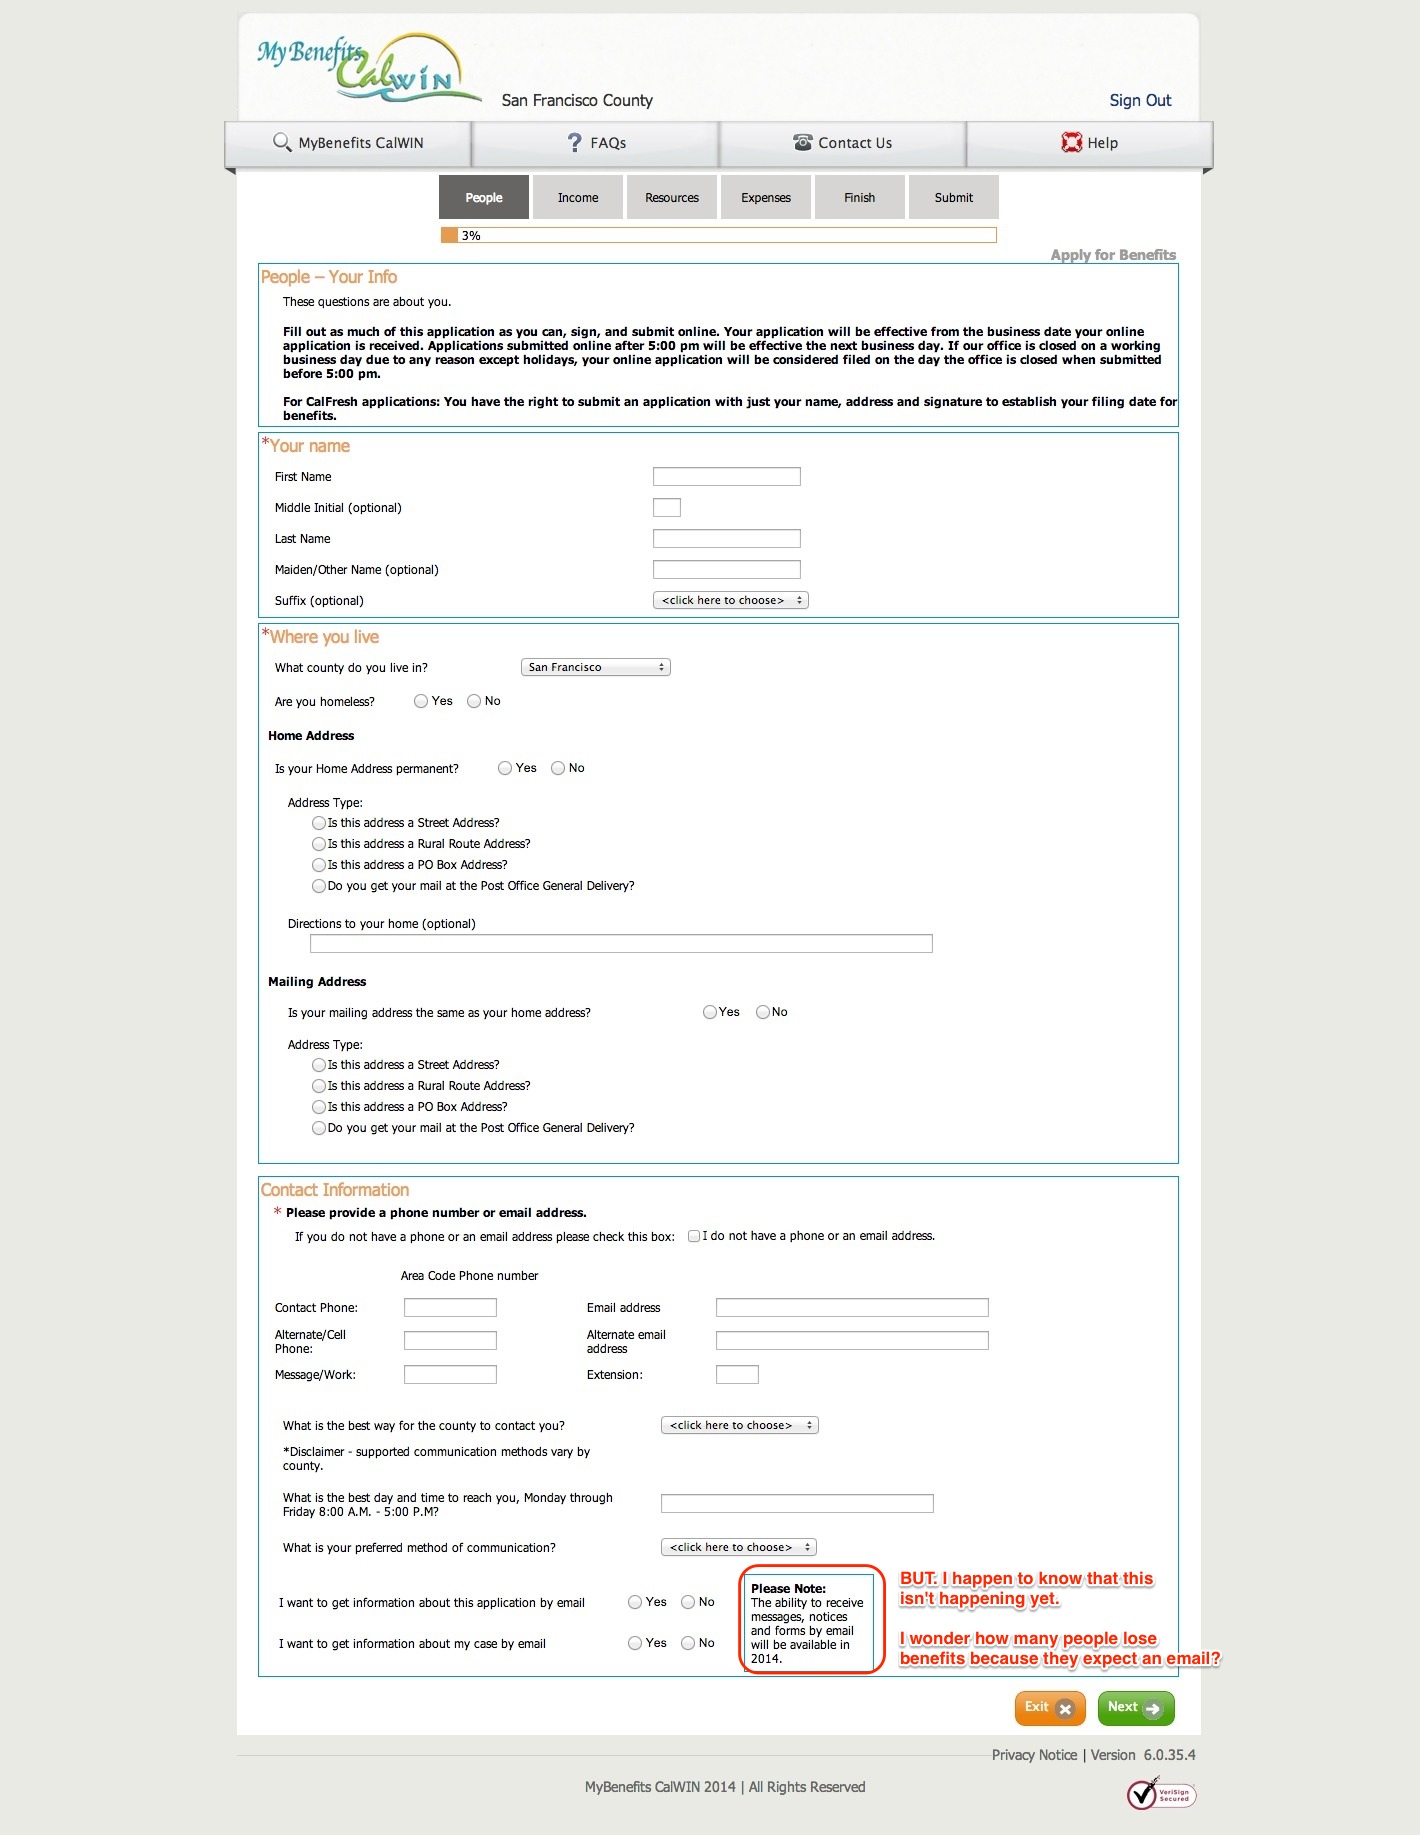 My Benefits
CalWIN
San Francisco County
Sign Out
MyBenefits CalWIN
FAQs
Contact Us
Help
People
Income
Resources
Expenses
Finish
Submit
3%
Apply for Benefits
People – Your Info
These questions are about you.
Fill out as much of this application as you can, sign, and submit online. Your application will be effective from the business date your online
application is received. Applications submitted online after 5:00 pm will be effective the next business day. If our office is closed on a working
business day due to any reason except holidays, your online application will be considered filed on the day the office is closed when submitted
before 5:00 pm.
For CalFresh applications: You have the right to submit an application with just your name, address and signature to establish your filing date for
benefits.
*Your name
First Name
Middle Initial (optional)
Last Name
Maiden/Other Name (optional)
Suffix (optional) <click here to choose>
*Where you live
What county do you live in? San Francisco
Are you homeless? Yes No
Home Address
Is your Home Address permanent? Yes No
Address Type:
Is this address a Street Address?
Is this address a Rural Route Address?
Is this address a PO Box Address?
Do you get your mail at the Post Office General Delivery?
Directions to your home (optional)
Mailing Address
Is your mailing address the same as your home address? Yes No
Address Type:
Is this address a Street Address?
Is this address a Rural Route Address?
Is this address a PO Box Address?
Do you get your mail at the Post Office General Delivery?
Contact Information
* Please provide a phone number or email address.
If you do not have a phone or an email address please check this box: I do not have a phone or an email address.
Area Code Phone number
Contact Phone: Email address
Alternate/Cell
Phone:
Alternate email
address
Message/Work: Extension:
What is the best way for the county to contact you? <click here to choose>
*Disclaimer - supported communication methods vary by
county.
What is the best day and time to reach you, Monday through
Friday 8:00 A.M. - 5:00 P.M?
What is your preferred method of communication? <click here to choose>
I want to get information about this application by email Yes No
I want to get information about my case by email Yes No
Please Note:
The ability to receive
messages, notices
and forms by email
will be available in
2014.
BUT. I happen to know that this
isn't happening yet.
I wonder how many people lose
benefits because they expect an email?
Exit
Next
Privacy Notice | Version 6.0.35.4
MyBenefits CalWIN 2014 | All Rights Reserved
VeriSign
Secured